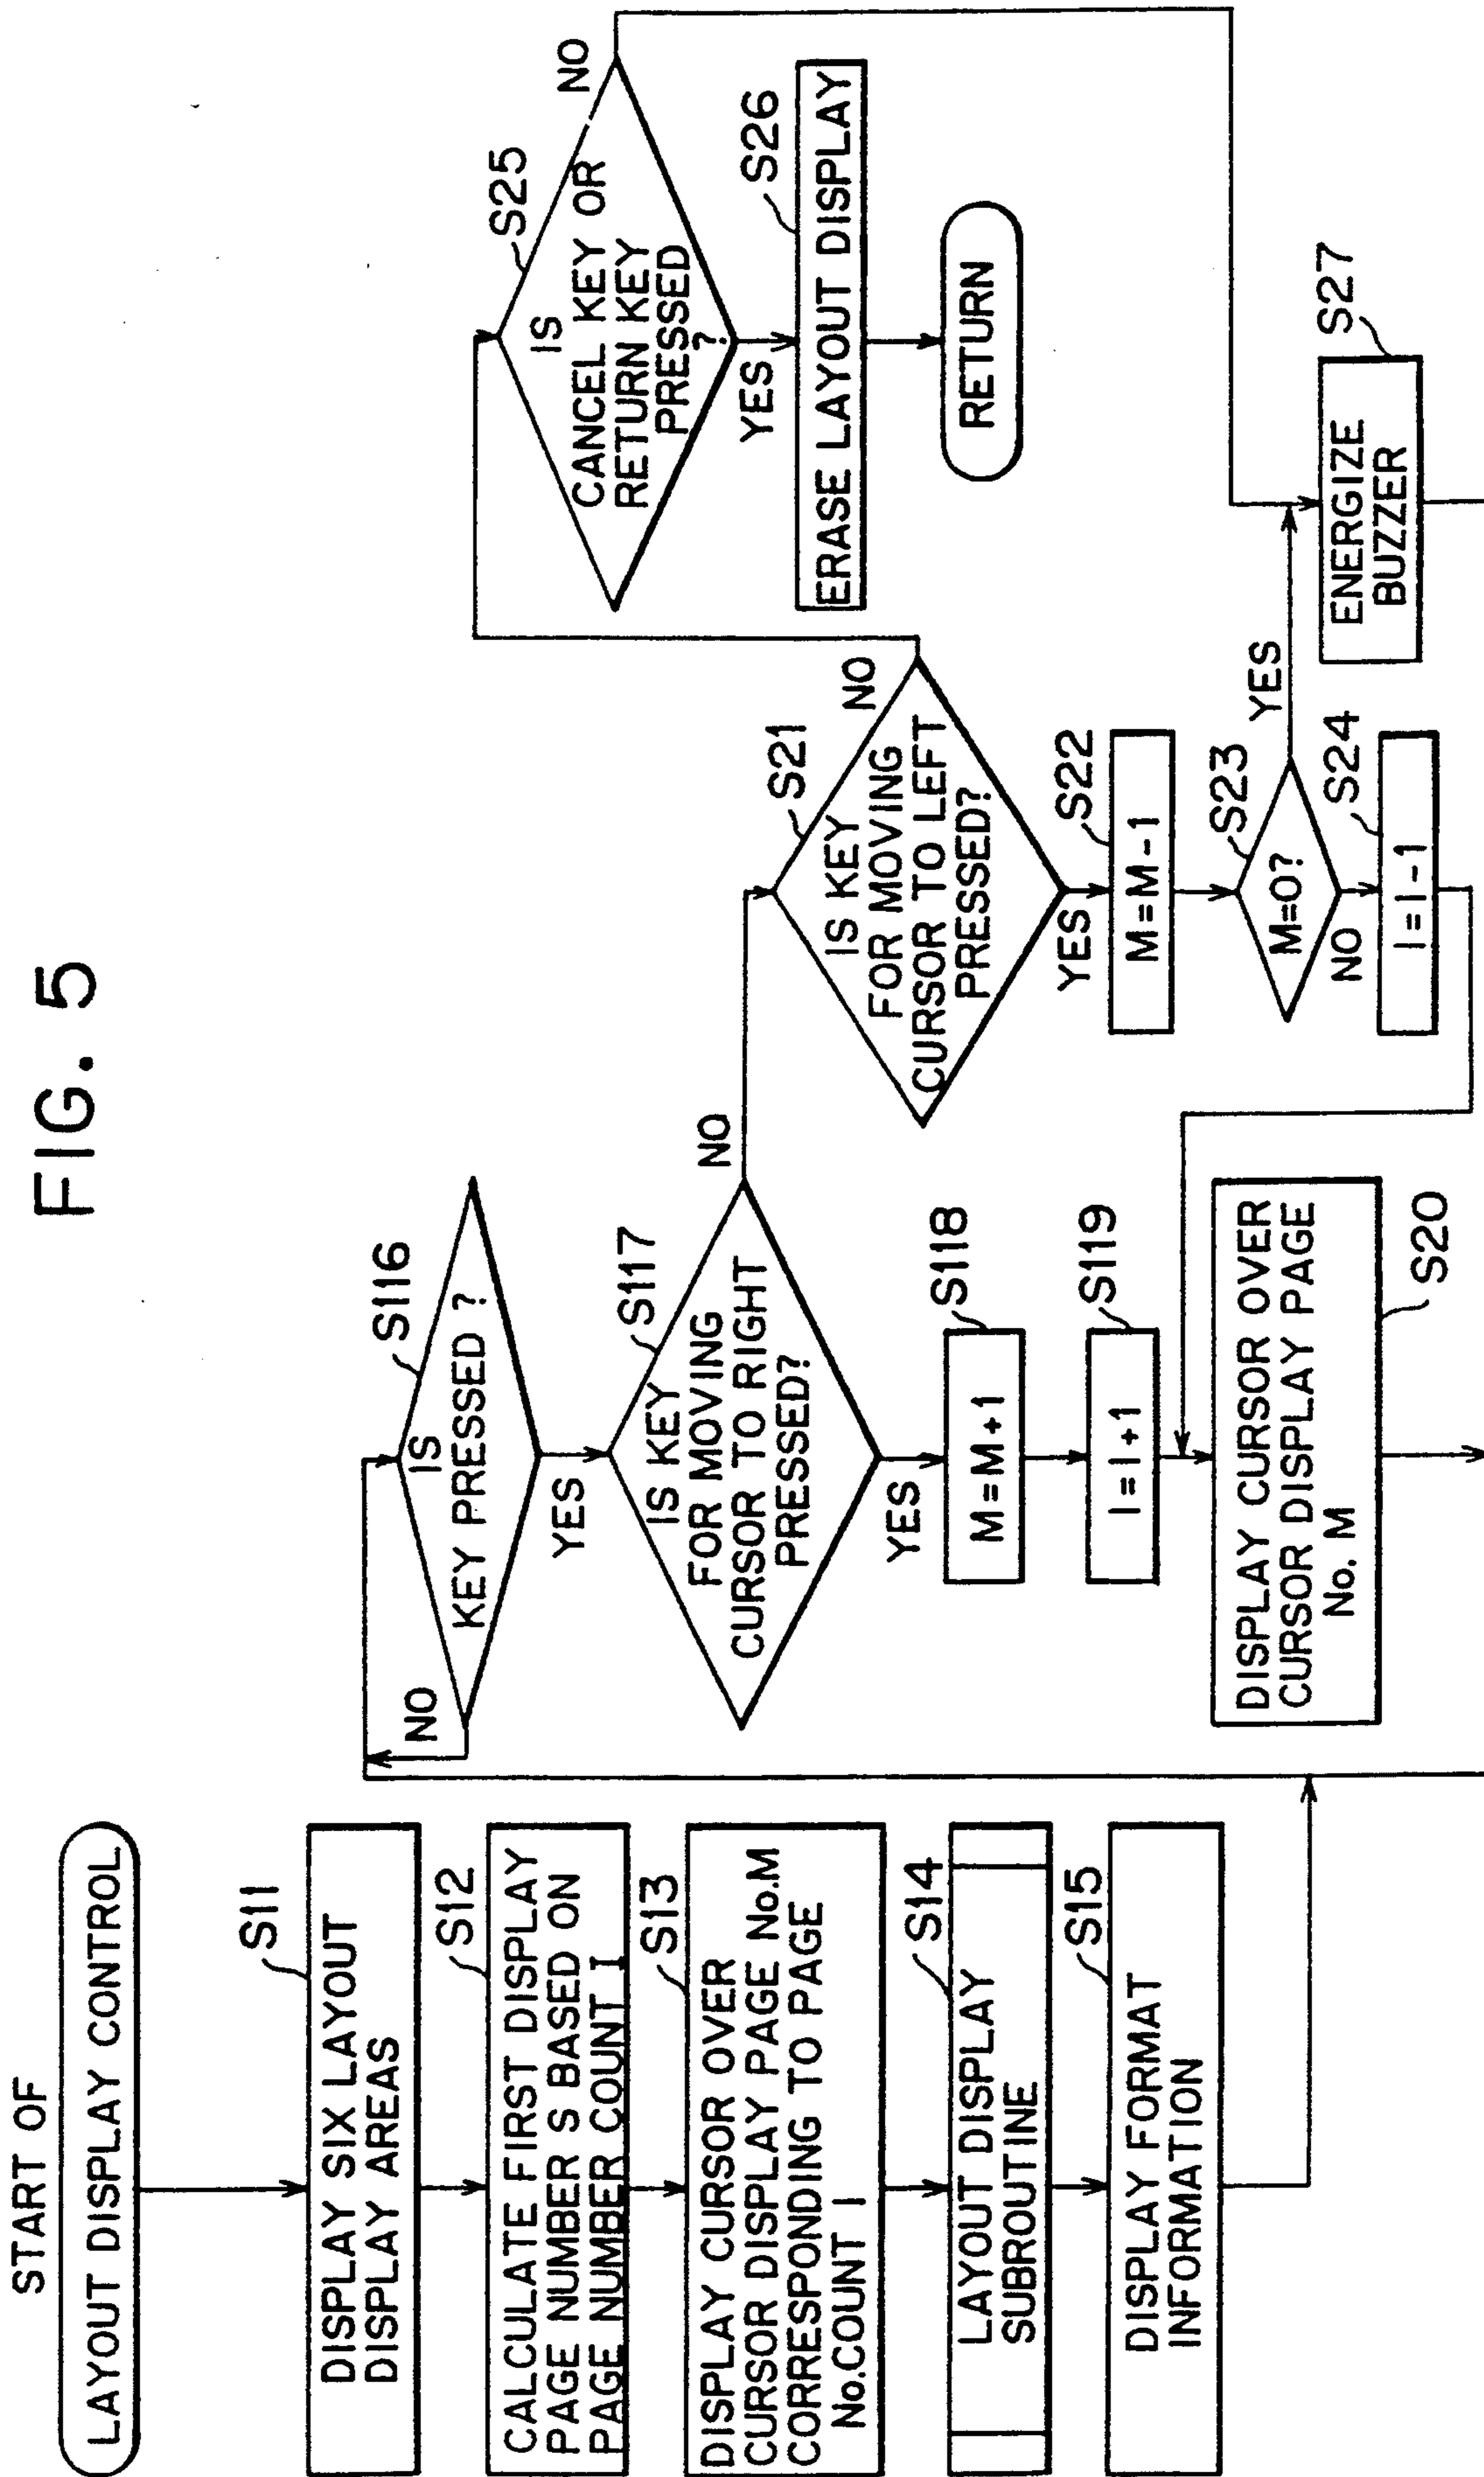 FIG. 5
START OF
LAYOUT DISPLAY CONTROL
S11
DISPLAY SIX LAYOUT
DISPLAY AREAS
S12
CALCULATE FIRST DISPLAY
PAGE NUMBER S BASED ON
PAGE NUMBER COUNT I
S13
DISPLAY CURSOR OVER
CURSOR DISPLAY PAGE No.M
CORRESPONDING TO PAGE
No.COUNT I
S14
LAYOUT DISPLAY
SUBROUTINE
S15
DISPLAY FORMAT
INFORMATION
S116
IS
KEY PRESSED ?
NO
YES
S117
IS KEY
FOR MOVING
CURSOR TO RIGHT
PRESSED?
NO
YES
S118
M=M+1
S119
I=I+1
DISPLAY CURSOR OVER
CURSOR DISPLAY PAGE
No. M
S20
S21
IS KEY
FOR MOVING
CURSOR TO LEFT
PRESSED?
NO
YES
S22
M=M-1
S23
M=0?
YES
NO
S24
I=I-1
S25
IS
CANCEL KEY OR
RETURN KEY
PRESSED
?
NO
YES
S26
ERASE LAYOUT DISPLAY
RETURN
S27
ENERGIZE
BUZZER